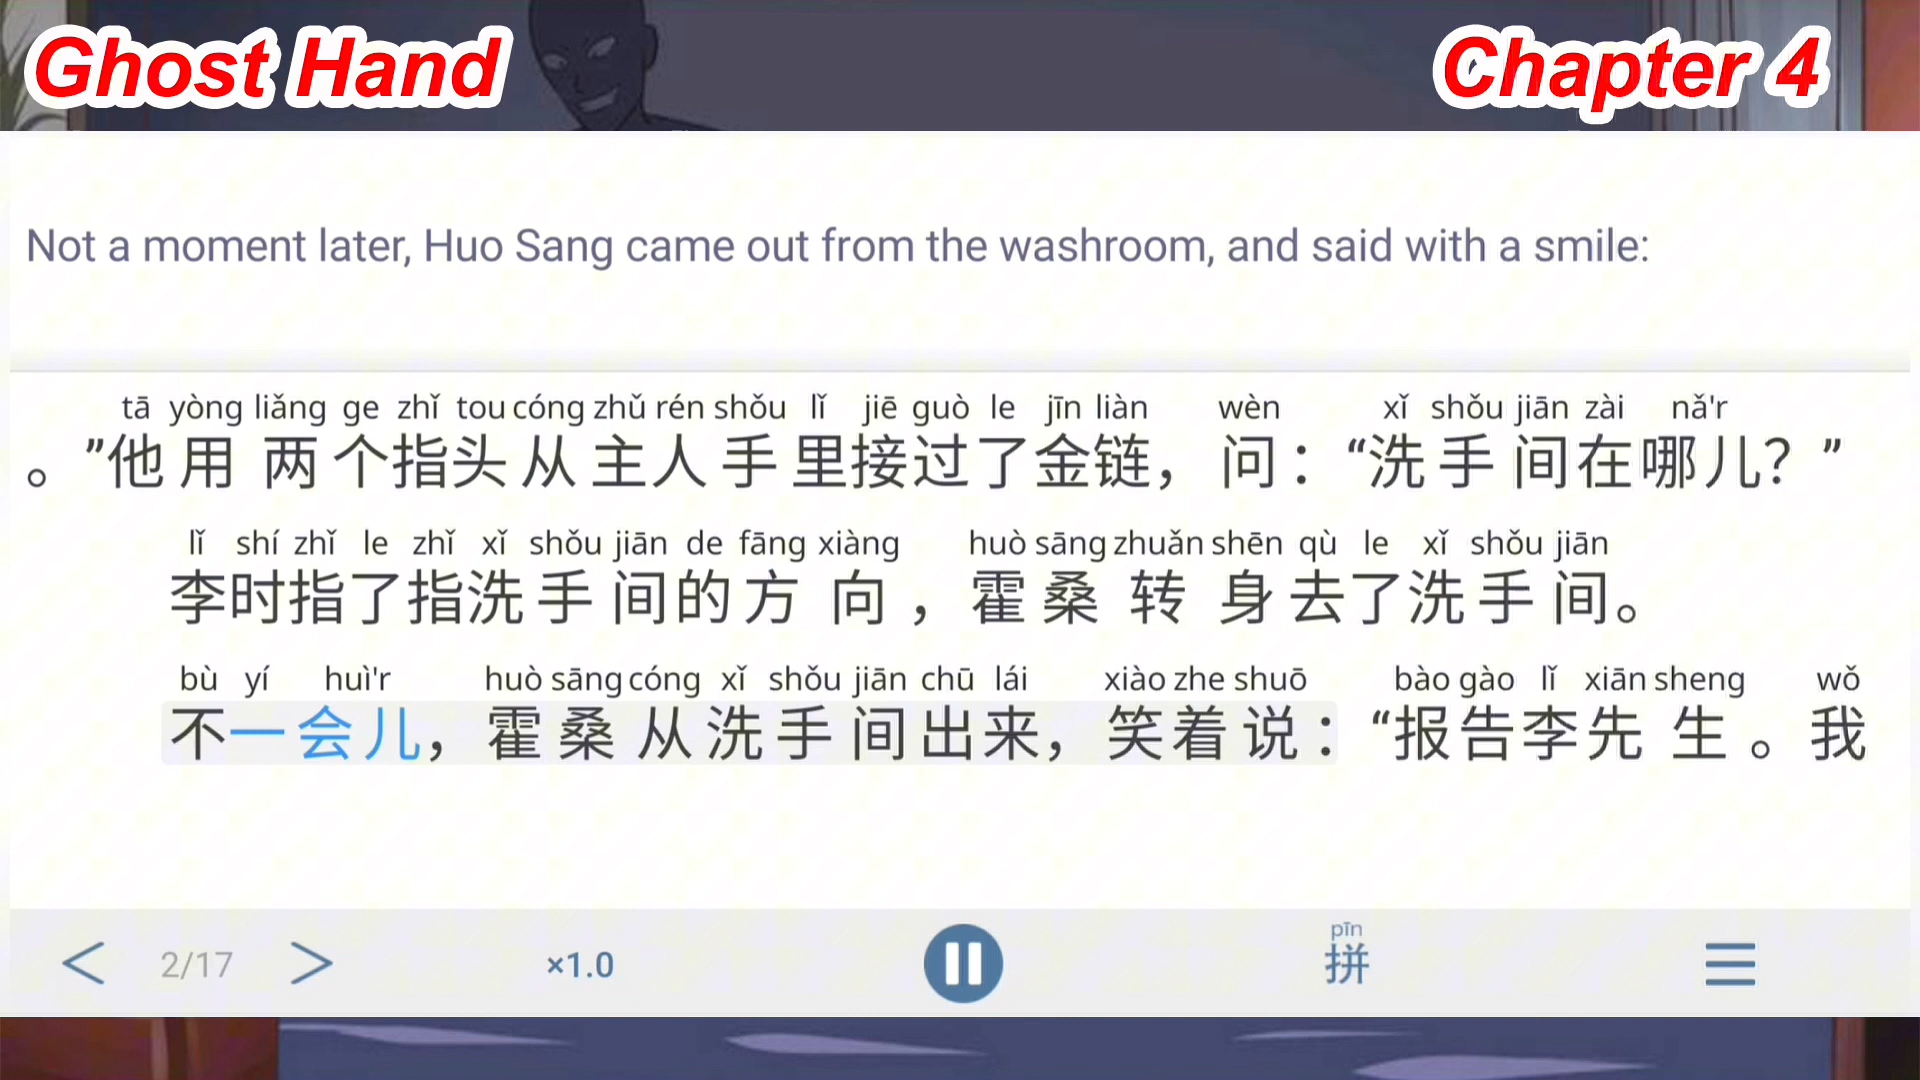 Ghost Hand
Chapter 4
Not a moment later, Huo Sang came out from the washroom, and said with a smile:
tā yòng liǎng ge zhǐ tou cóng zhǔ rén shǒu lǐ jiē guò le jīn liàn wèn xǐ shǒu jiān zài nǎ'r
。”他用两个指头从主人手里接过了金链，问：“洗手间在哪儿？”
lǐ shí zhǐ le zhǐ xǐ shǒu jiān de fāng xiàng huò sāng zhuǎn shēn qù le xǐ shǒu jiān
李时指了指洗手间的方向，霍桑转身去了洗手间。
bù yí huì'r huò sāng cóng xǐ shǒu jiān chū lái xiào zhe shuō bào gào lǐ xiān sheng wǒ
不一会儿，霍桑从洗手间出来，笑着说：“报告李先生。我
2/17
×1.0
pīn
拼